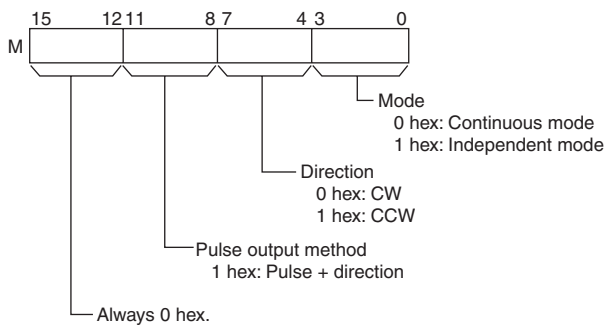 15 12 11 8 7 4 3 0
M
Mode
0 hex: Continuous mode
1 hex: Independent mode
Direction
0 hex: CW
1 hex: CCW
Pulse output method
1 hex: Pulse + direction
Always 0 hex.